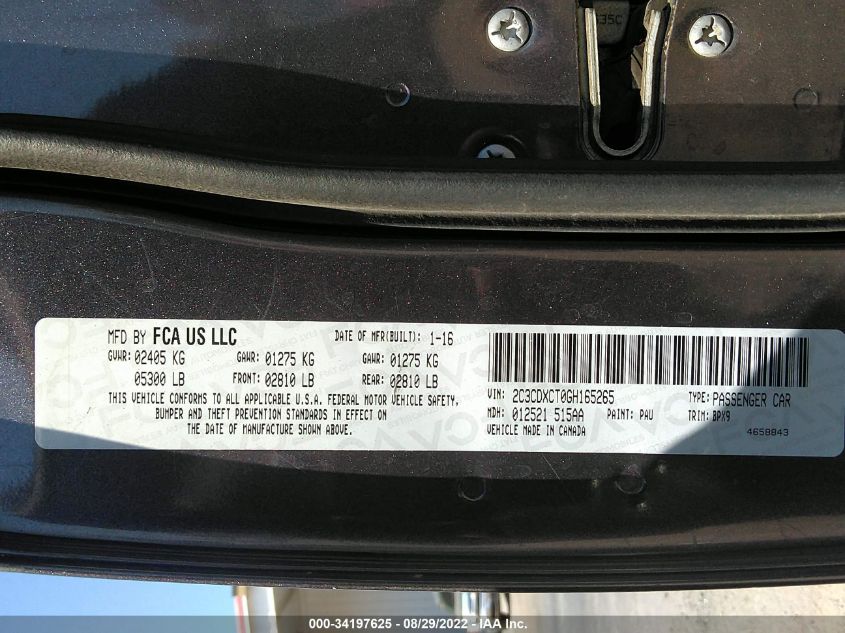 35C
MFD BY FCA US LLC DATE OF MFR(BUILT): 1-16
GVWR: 02405 KG GAWR: 01275 KG GAWR: 01275 KG
05300 LB FRONT: 02810 LB REAR: 02810 LB
THIS VEHICLE CONFORMS TO ALL APPLICABLE U.S.A. FEDERAL MOTOR VEHICLE SAFETY,
BUMPER AND THEFT PREVENTION STANDARDS IN EFFECT ON
THE DATE OF MANUFACTURE SHOWN ABOVE.
VIN: 2C3CDXCT0GH165265 TYPE: PASSENGER CAR
MDH: 012521 515AA PAINT: PAU TRIM: BPX9
VEHICLE MADE IN CANADA 4658843
000-34197625 - 08/29/2022 - IAA Inc.